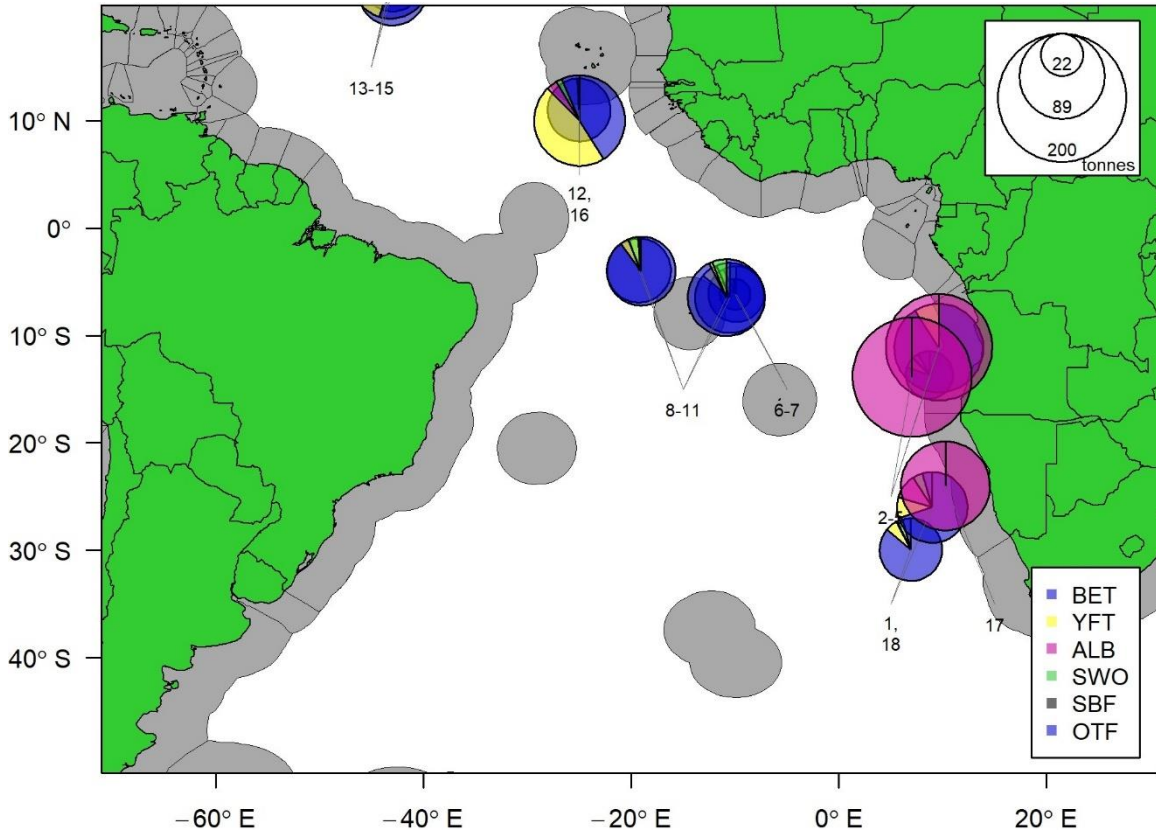 22
89
200
tonnes
13-15
10° N
12,
16
0°
10° S
8-11
6-7
20° S
2-5
30° S
1,
18
17
40° S
BET
YFT
ALB
SWO
SBF
OTF
−60° E
−40° E
−20° E
0° E
20° E